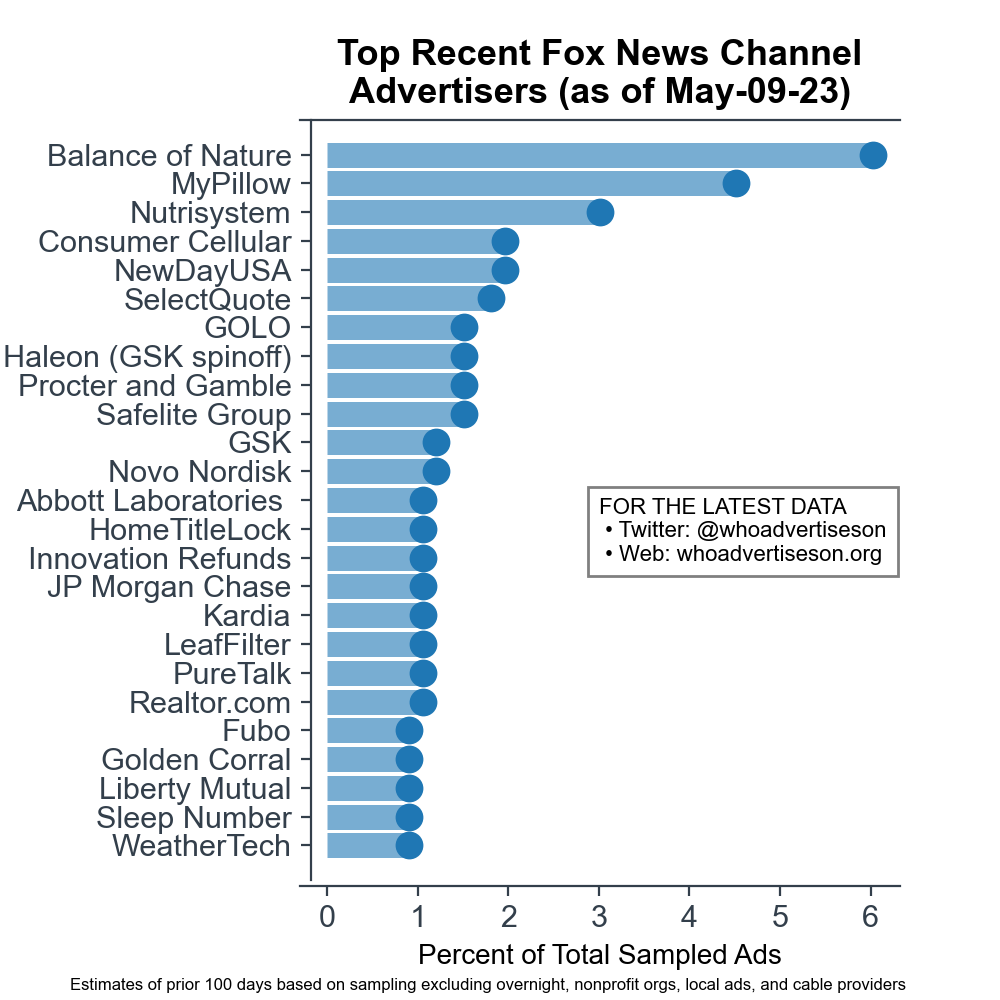 Top Recent Fox News Channel
Advertisers (as of May-09-23)
Balance of Nature
MyPillow
Nutrisystem
Consumer Cellular
NewDayUSA
SelectQuote
GOLO
Haleon (GSK spinoff)
Procter and Gamble
Safelite Group
GSK
Novo Nordisk
Abbott Laboratories
HomeTitleLock
Innovation Refunds
JP Morgan Chase
Kardia
LeafFilter
PureTalk
Realtor.com
Fubo
Golden Corral
Liberty Mutual
Sleep Number
WeatherTech
FOR THE LATEST DATA
• Twitter: @whoadvertiseson
• Web: whoadvertiseson.org
0 1 2 3 4 5 6
Percent of Total Sampled Ads
Estimates of prior 100 days based on sampling excluding overnight, nonprofit orgs, local ads, and cable providers